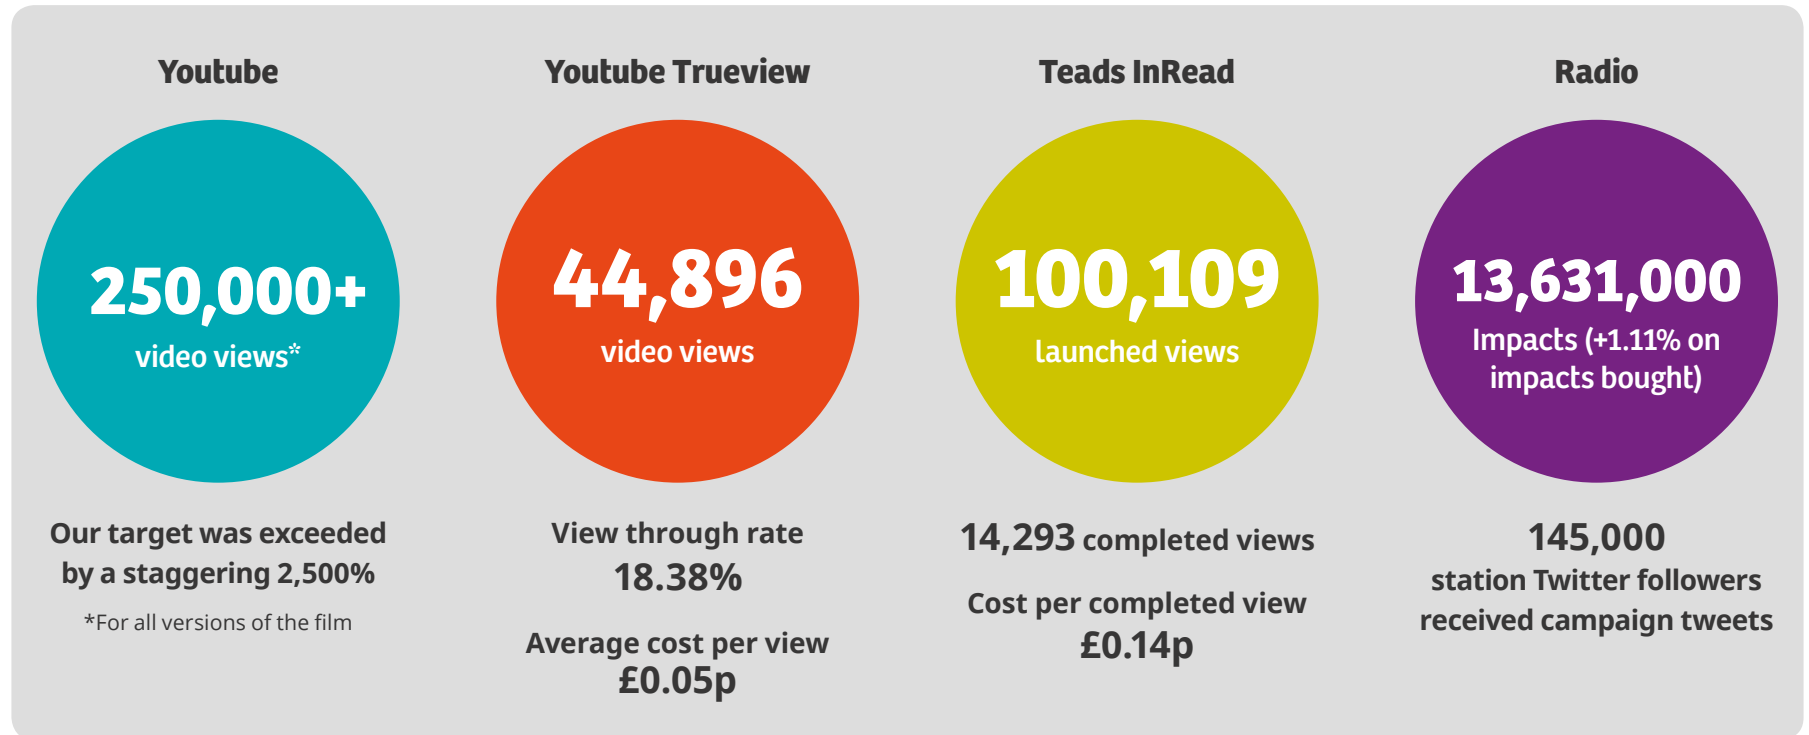 Youtube
250,000+
video views*
Our target was exceeded
by a staggering 2,500%
*For all versions of the film
Youtube Trueview
44,896
video views
View through rate
18.38%
Average cost per view
£0.05p
Teads InRead
100,109
launched views
14,293 completed views
Cost per completed view
£0.14p
Radio
13,631,000
Impacts (+1.11% on
impacts bought)
145,000
station Twitter followers
received campaign tweets